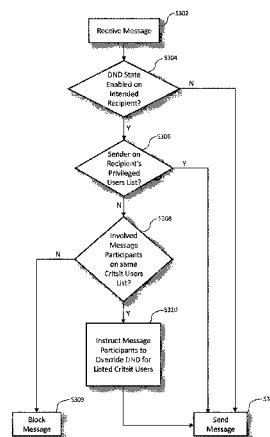 S302
Receive Message
S304
DND State
Enabled on
Intended
Recipient?
N
Y
S306
Sender on
Recipient's
Privileged
Users List?
Y
N
S308
Involved
Message
Participants
on same
Critsit Users
List?
N
Y
S310
Instruct Message
Participants to
Override DND for
Listed Critsit Users
S309
Block
Message
Send
Message